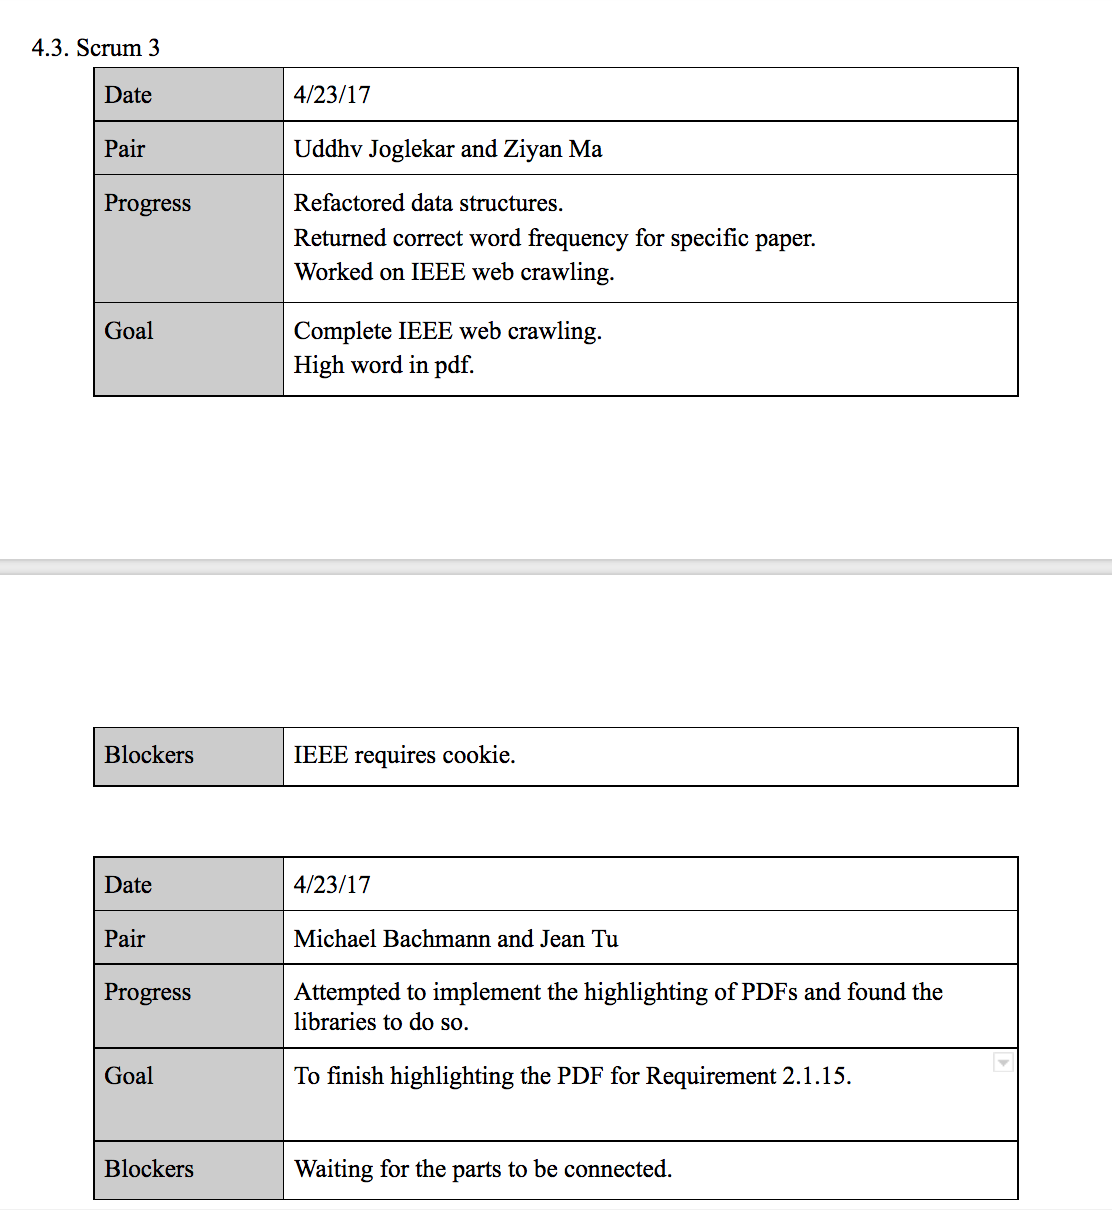 4.3. Scrum 3
Date 4/23/17
Pair Uddhv Joglekar and Ziyan Ma
Progress Refactored data structures.
Returned correct word frequency for specific paper.
Worked on IEEE web crawling.
Goal Complete IEEE web crawling.
High word in pdf.
Blockers IEEE requires cookie.
Date 4/23/17
Pair Michael Bachmann and Jean Tu
Progress Attempted to implement the highlighting of PDFs and found the
libraries to do so.
Goal To finish highlighting the PDF for Requirement 2.1.15.
Blockers Waiting for the parts to be connected.